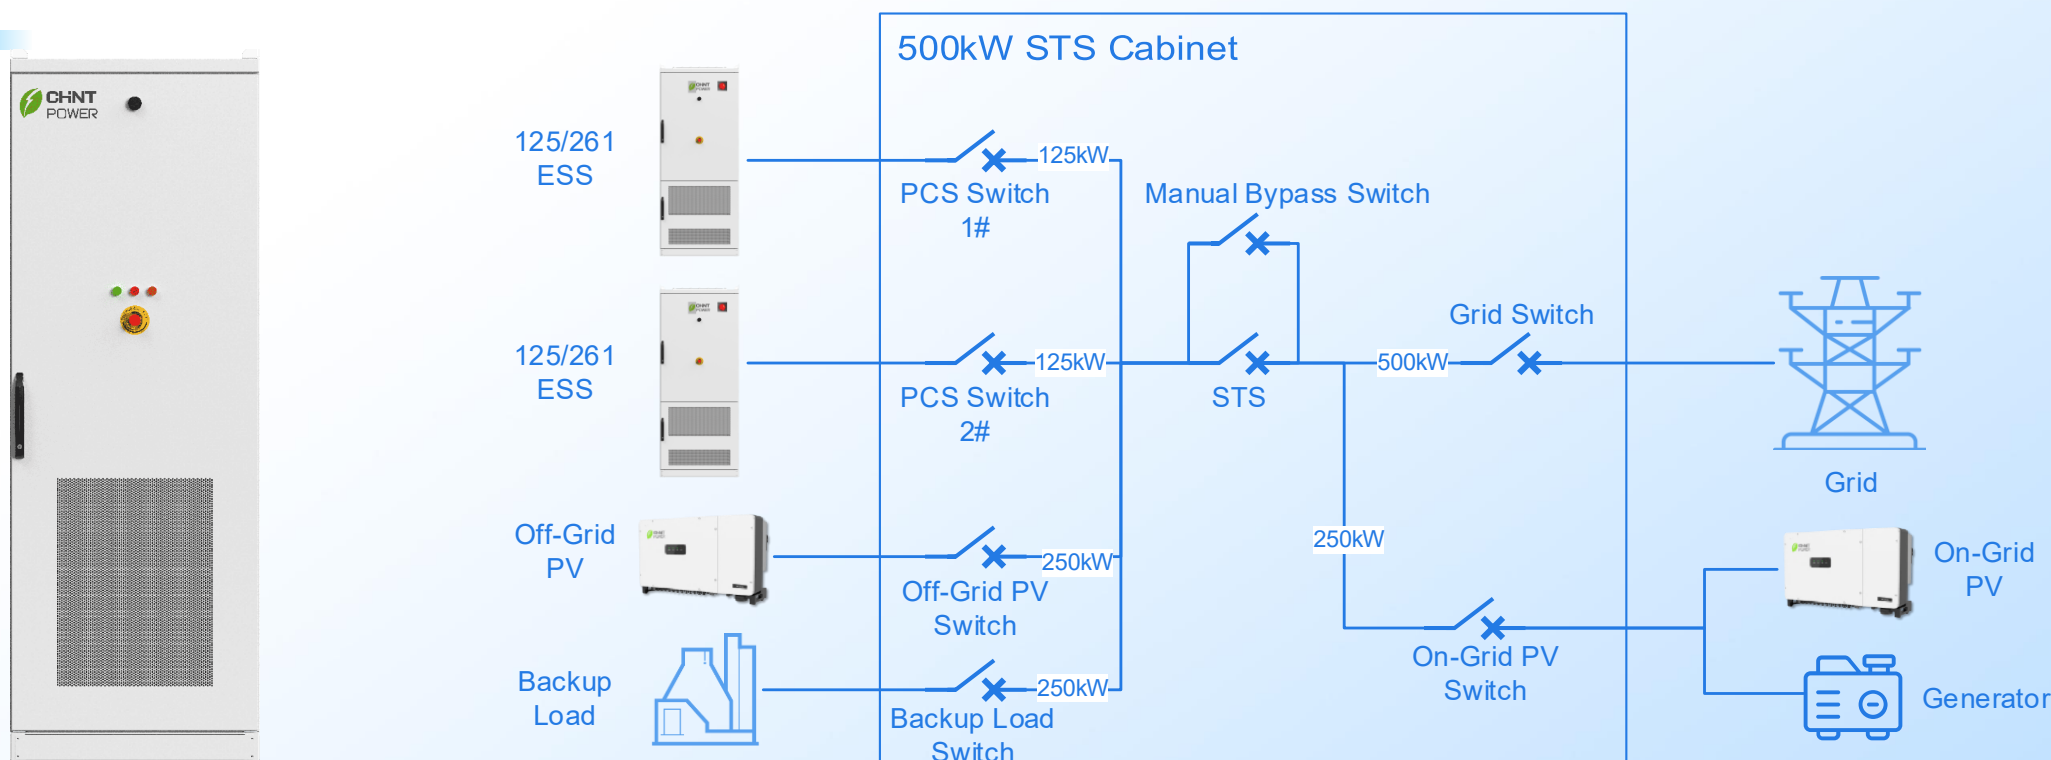 500kW STS Cabinet
CHNT
POWER
125/261
ESS
125kW
PCS Switch
1#
Manual Bypass Switch
125/261
ESS
125kW
PCS Switch
2#
STS
Grid Switch
500kW
Grid
Off-Grid
PV
250kW
Off-Grid PV
Switch
250kW
On-Grid
PV
On-Grid PV
Switch
Backup
Load
250kW
Backup Load
Switch
Generator